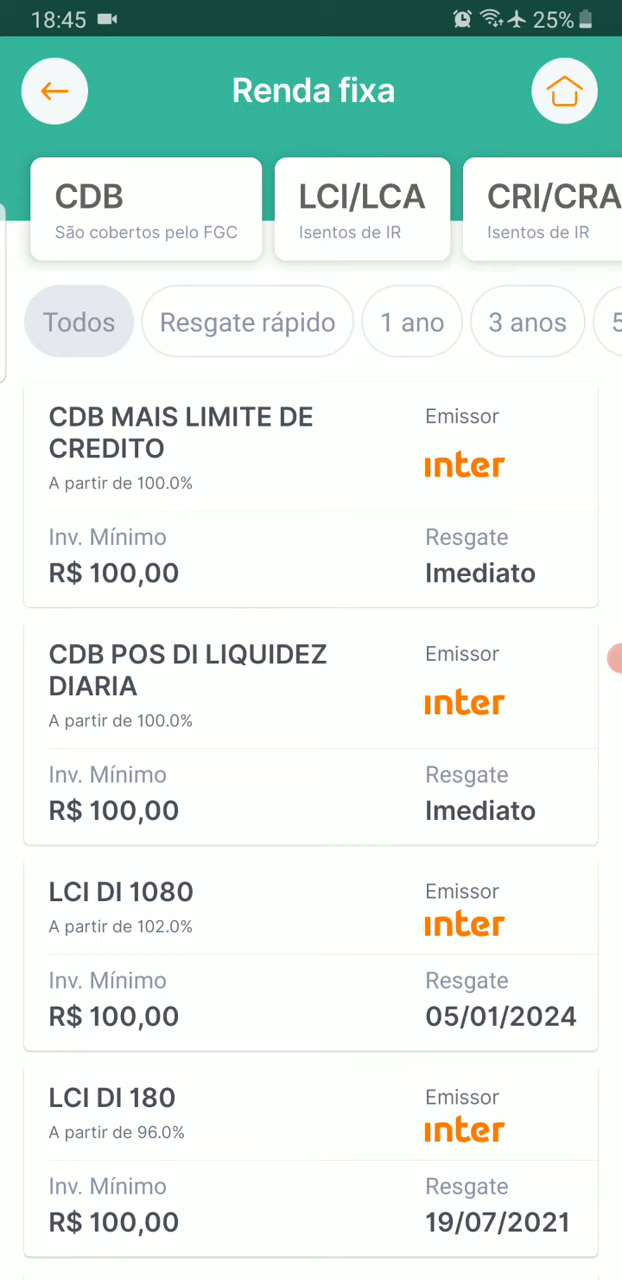 18:45 25%
Renda fixa
CDB LCI/LCA CRI/CRA
São cobertos pelo FGC Isentos de IR Isentos de IR
Todos Resgate rápido 1 ano 3 anos 5
CDB MAIS LIMITE DE CREDITO Emissor
A partir de 100.0% inter
Inv. Mínimo Resgate
R$ 100,00 Imediato
CDB POS DI LIQUIDEZ DIARIA Emissor
A partir de 100.0% inter
Inv. Mínimo Resgate
R$ 100,00 Imediato
LCI DI 1080 Emissor
A partir de 102.0% inter
Inv. Mínimo Resgate
R$ 100,00 05/01/2024
LCI DI 180 Emissor
A partir de 96.0% inter
Inv. Mínimo Resgate
R$ 100,00 19/07/2021